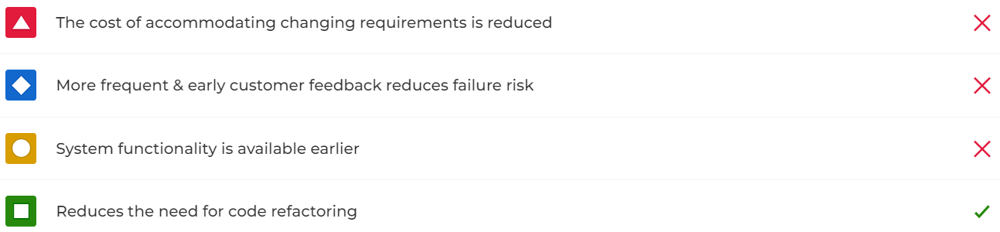 The cost of accommodating changing requirements is reduced
More frequent & early customer feedback reduces failure risk
System functionality is available earlier
Reduces the need for code refactoring